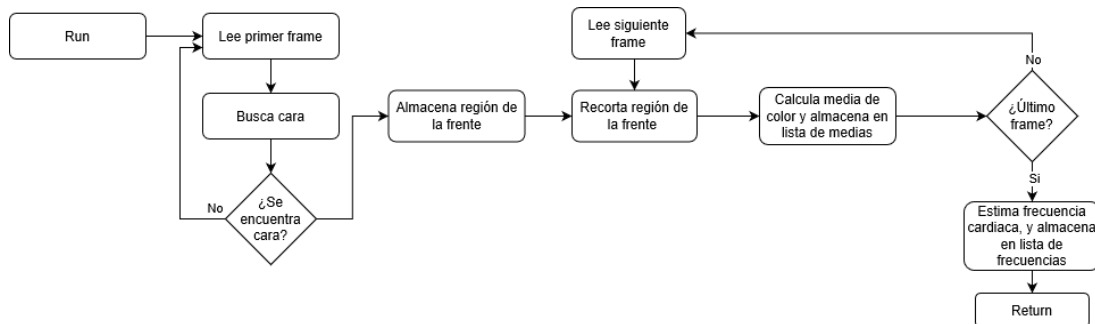 Run
Lee primer frame
Busca cara
¿Se
encuentra
cara?
No
Almacena región de
la frente
Lee siguiente
frame
Recorta región de
la frente
Calcula media de
color y almacena en
lista de medias
¿Último
frame?
No
Si
Estima frecuencia
cardiaca, y almacena
en lista de
frecuencias
Return